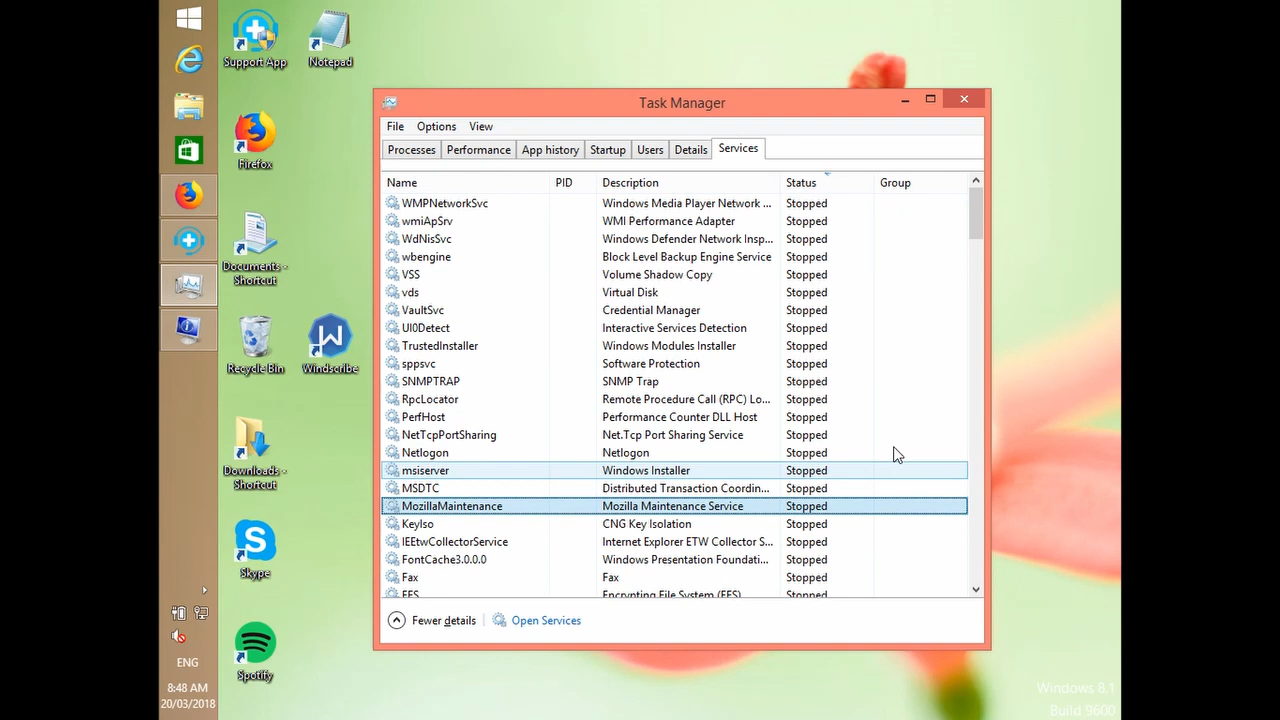 Support App
Notepad
Firefox
Documents -
Shortcut
Recycle Bin
Windscribe
Downloads -
Shortcut
Skype
Spotify
ENG
8:48 AM
20/03/2018
Task Manager
File Options View
Processes Performance App history Startup Users Details Services
Name PID Description Status Group
WMPNetworkSvc Windows Media Player Network ... Stopped
wmiApSrv WMI Performance Adapter Stopped
WdNisSvc Windows Defender Network Insp... Stopped
wbengine Block Level Backup Engine Service Stopped
VSS Volume Shadow Copy Stopped
vds Virtual Disk Stopped
VaultSvc Credential Manager Stopped
UI0Detect Interactive Services Detection Stopped
TrustedInstaller Windows Modules Installer Stopped
sppsvc Software Protection Stopped
SNMPTRAP SNMP Trap Stopped
RpcLocator Remote Procedure Call (RPC) Lo... Stopped
PerfHost Performance Counter DLL Host Stopped
NetTcpPortSharing Net.Tcp Port Sharing Service Stopped
Netlogon Netlogon Stopped
msiserver Windows Installer Stopped
MSDTC Distributed Transaction Coordin... Stopped
MozillaMaintenance Mozilla Maintenance Service Stopped
KeyIso CNG Key Isolation Stopped
IEEtwCollectorService Internet Explorer ETW Collector S... Stopped
FontCache3.0.0.0 Windows Presentation Foundati... Stopped
Fax Fax Stopped
EFS Encrypting File System (EFS) Stopped
Fewer details Open Services
Windows 8.1
Build 9600